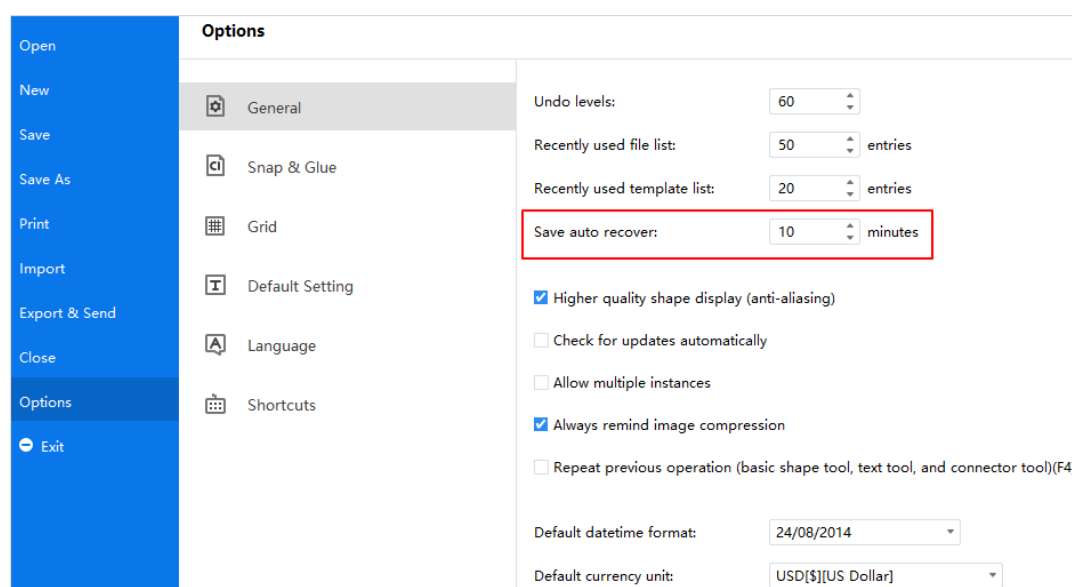 Options
Open
New
Save
Save As
Print
Import
Export & Send
Close
Options
Exit
General
Snap & Glue
Grid
Default Setting
Language
Shortcuts
Undo levels: 60
Recently used file list: 50 entries
Recently used template list: 20 entries
Save auto recover: 10 minutes
Higher quality shape display (anti-aliasing)
Check for updates automatically
Allow multiple instances
Always remind image compression
Repeat previous operation (basic shape tool, text tool, and connector tool)(F4
Default datetime format: 24/08/2014
Default currency unit: USD[$][US Dollar]